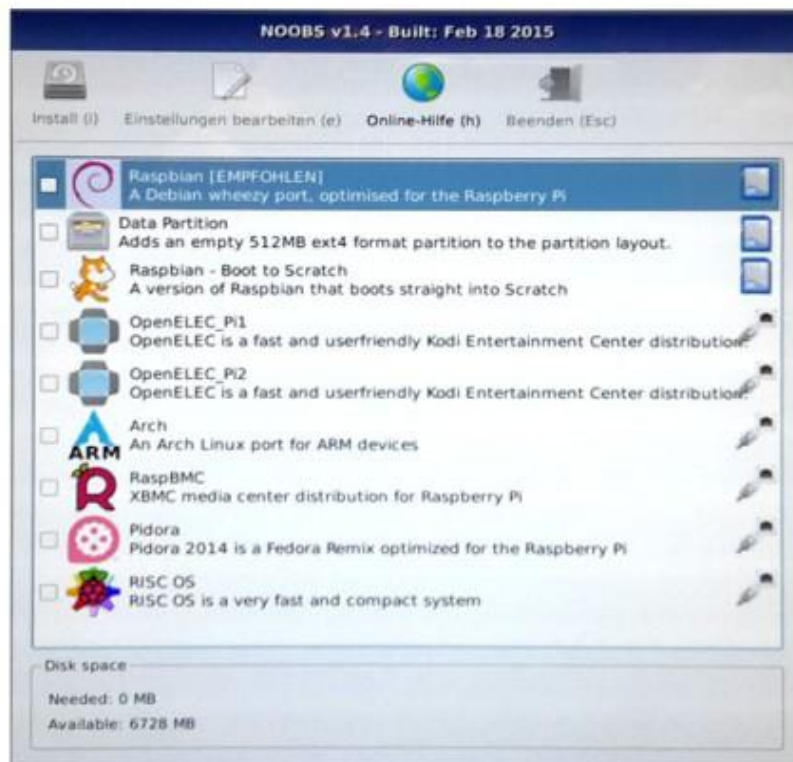 NOOBS v1.4 - Built: Feb 18 2015
Install (i) Einstellungen bearbeiten (e) Online-Hilfe (h) Beenden (Esc)
Raspbian [EMPFOHLEN]
A Debian wheezy port, optimised for the Raspberry Pi
Data Partition
Adds an empty 512MB ext4 format partition to the partition layout.
Raspbian - Boot to Scratch
A version of Raspbian that boots straight into Scratch
OpenELEC_Pi1
OpenELEC is a fast and userfriendly Kodi Entertainment Center distribution.
OpenELEC_Pi2
OpenELEC is a fast and userfriendly Kodi Entertainment Center distribution.
Arch
An Arch Linux port for ARM devices
ARM
RaspBMC
XBMC media center distribution for Raspberry Pi
Pidora
Pidora 2014 is a Fedora Remix optimized for the Raspberry Pi
RISC OS
RISC OS is a very fast and compact system
Disk space
Needed: 0 MB
Available: 6728 MB